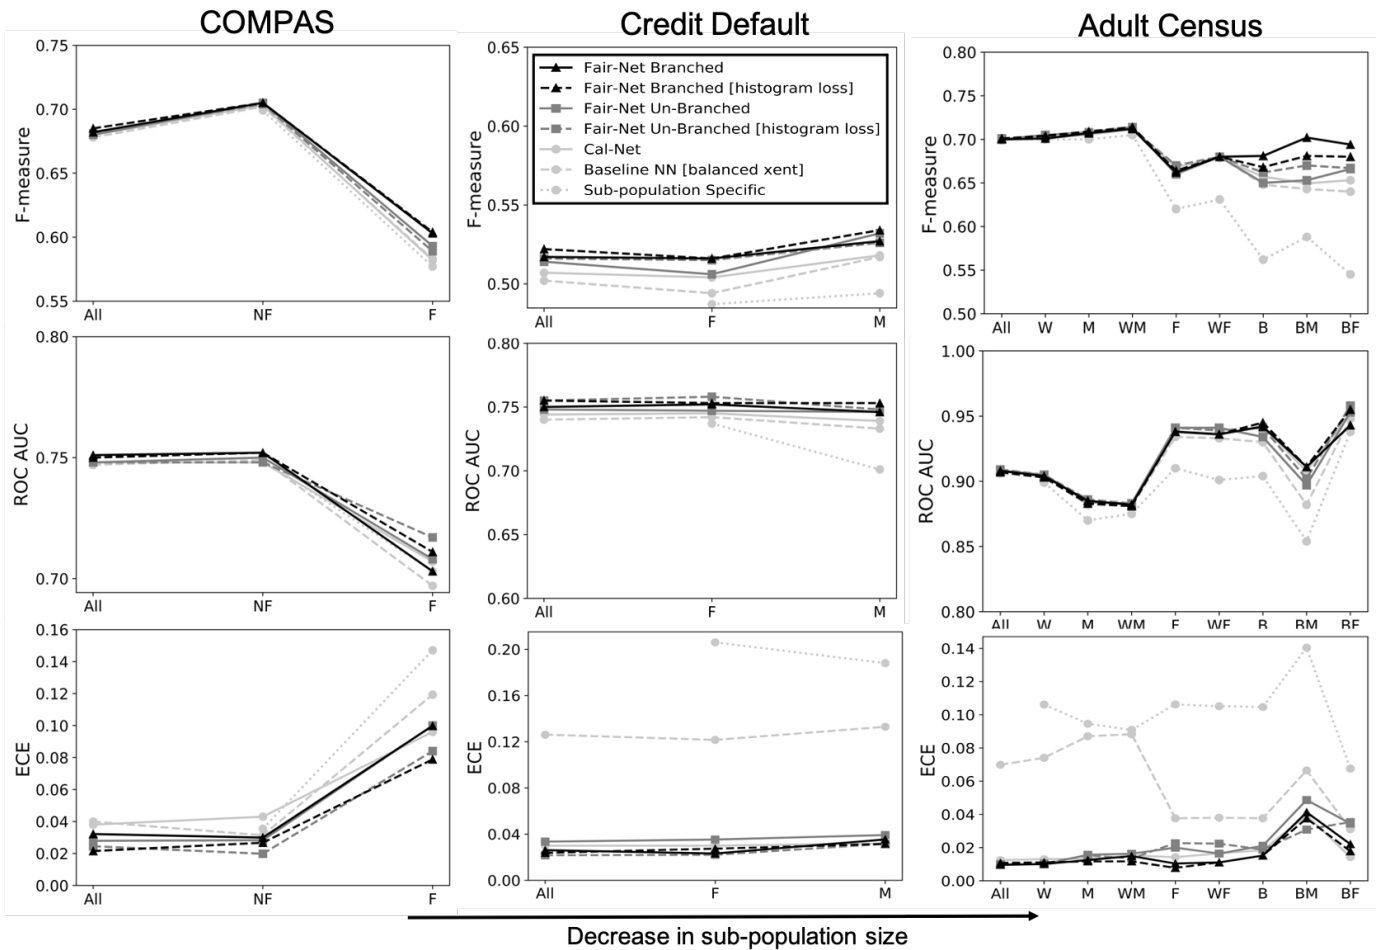 COMPAS
Credit Default
Adult Census
F-measure
0.75
0.70
0.65
0.60
0.55
All
NF
F
F-measure
0.65
0.60
0.55
0.50
Fair-Net Branched
Fair-Net Branched [histogram loss]
Fair-Net Un-Branched
Fair-Net Un-Branched [histogram loss]
Cal-Net
Baseline NN [balanced xent]
Sub-population Specific
All
F
M
F-measure
0.80
0.75
0.70
0.65
0.60
0.55
0.50
All
W
M
WM
F
WF
B
BM
BF
ROC AUC
0.80
0.75
0.70
All
NF
F
ROC AUC
0.80
0.75
0.70
0.65
0.60
All
F
M
ROC AUC
1.00
0.95
0.90
0.85
0.80
All
W
M
WM
F
WF
B
BM
BF
ECE
0.16
0.14
0.12
0.10
0.08
0.06
0.04
0.02
0.00
All
NF
F
ECE
0.20
0.16
0.12
0.08
0.04
0.00
All
F
M
ECE
0.14
0.12
0.10
0.08
0.06
0.04
0.02
0.00
All
W
M
WM
F
WF
B
BM
BF
Decrease in sub-population size